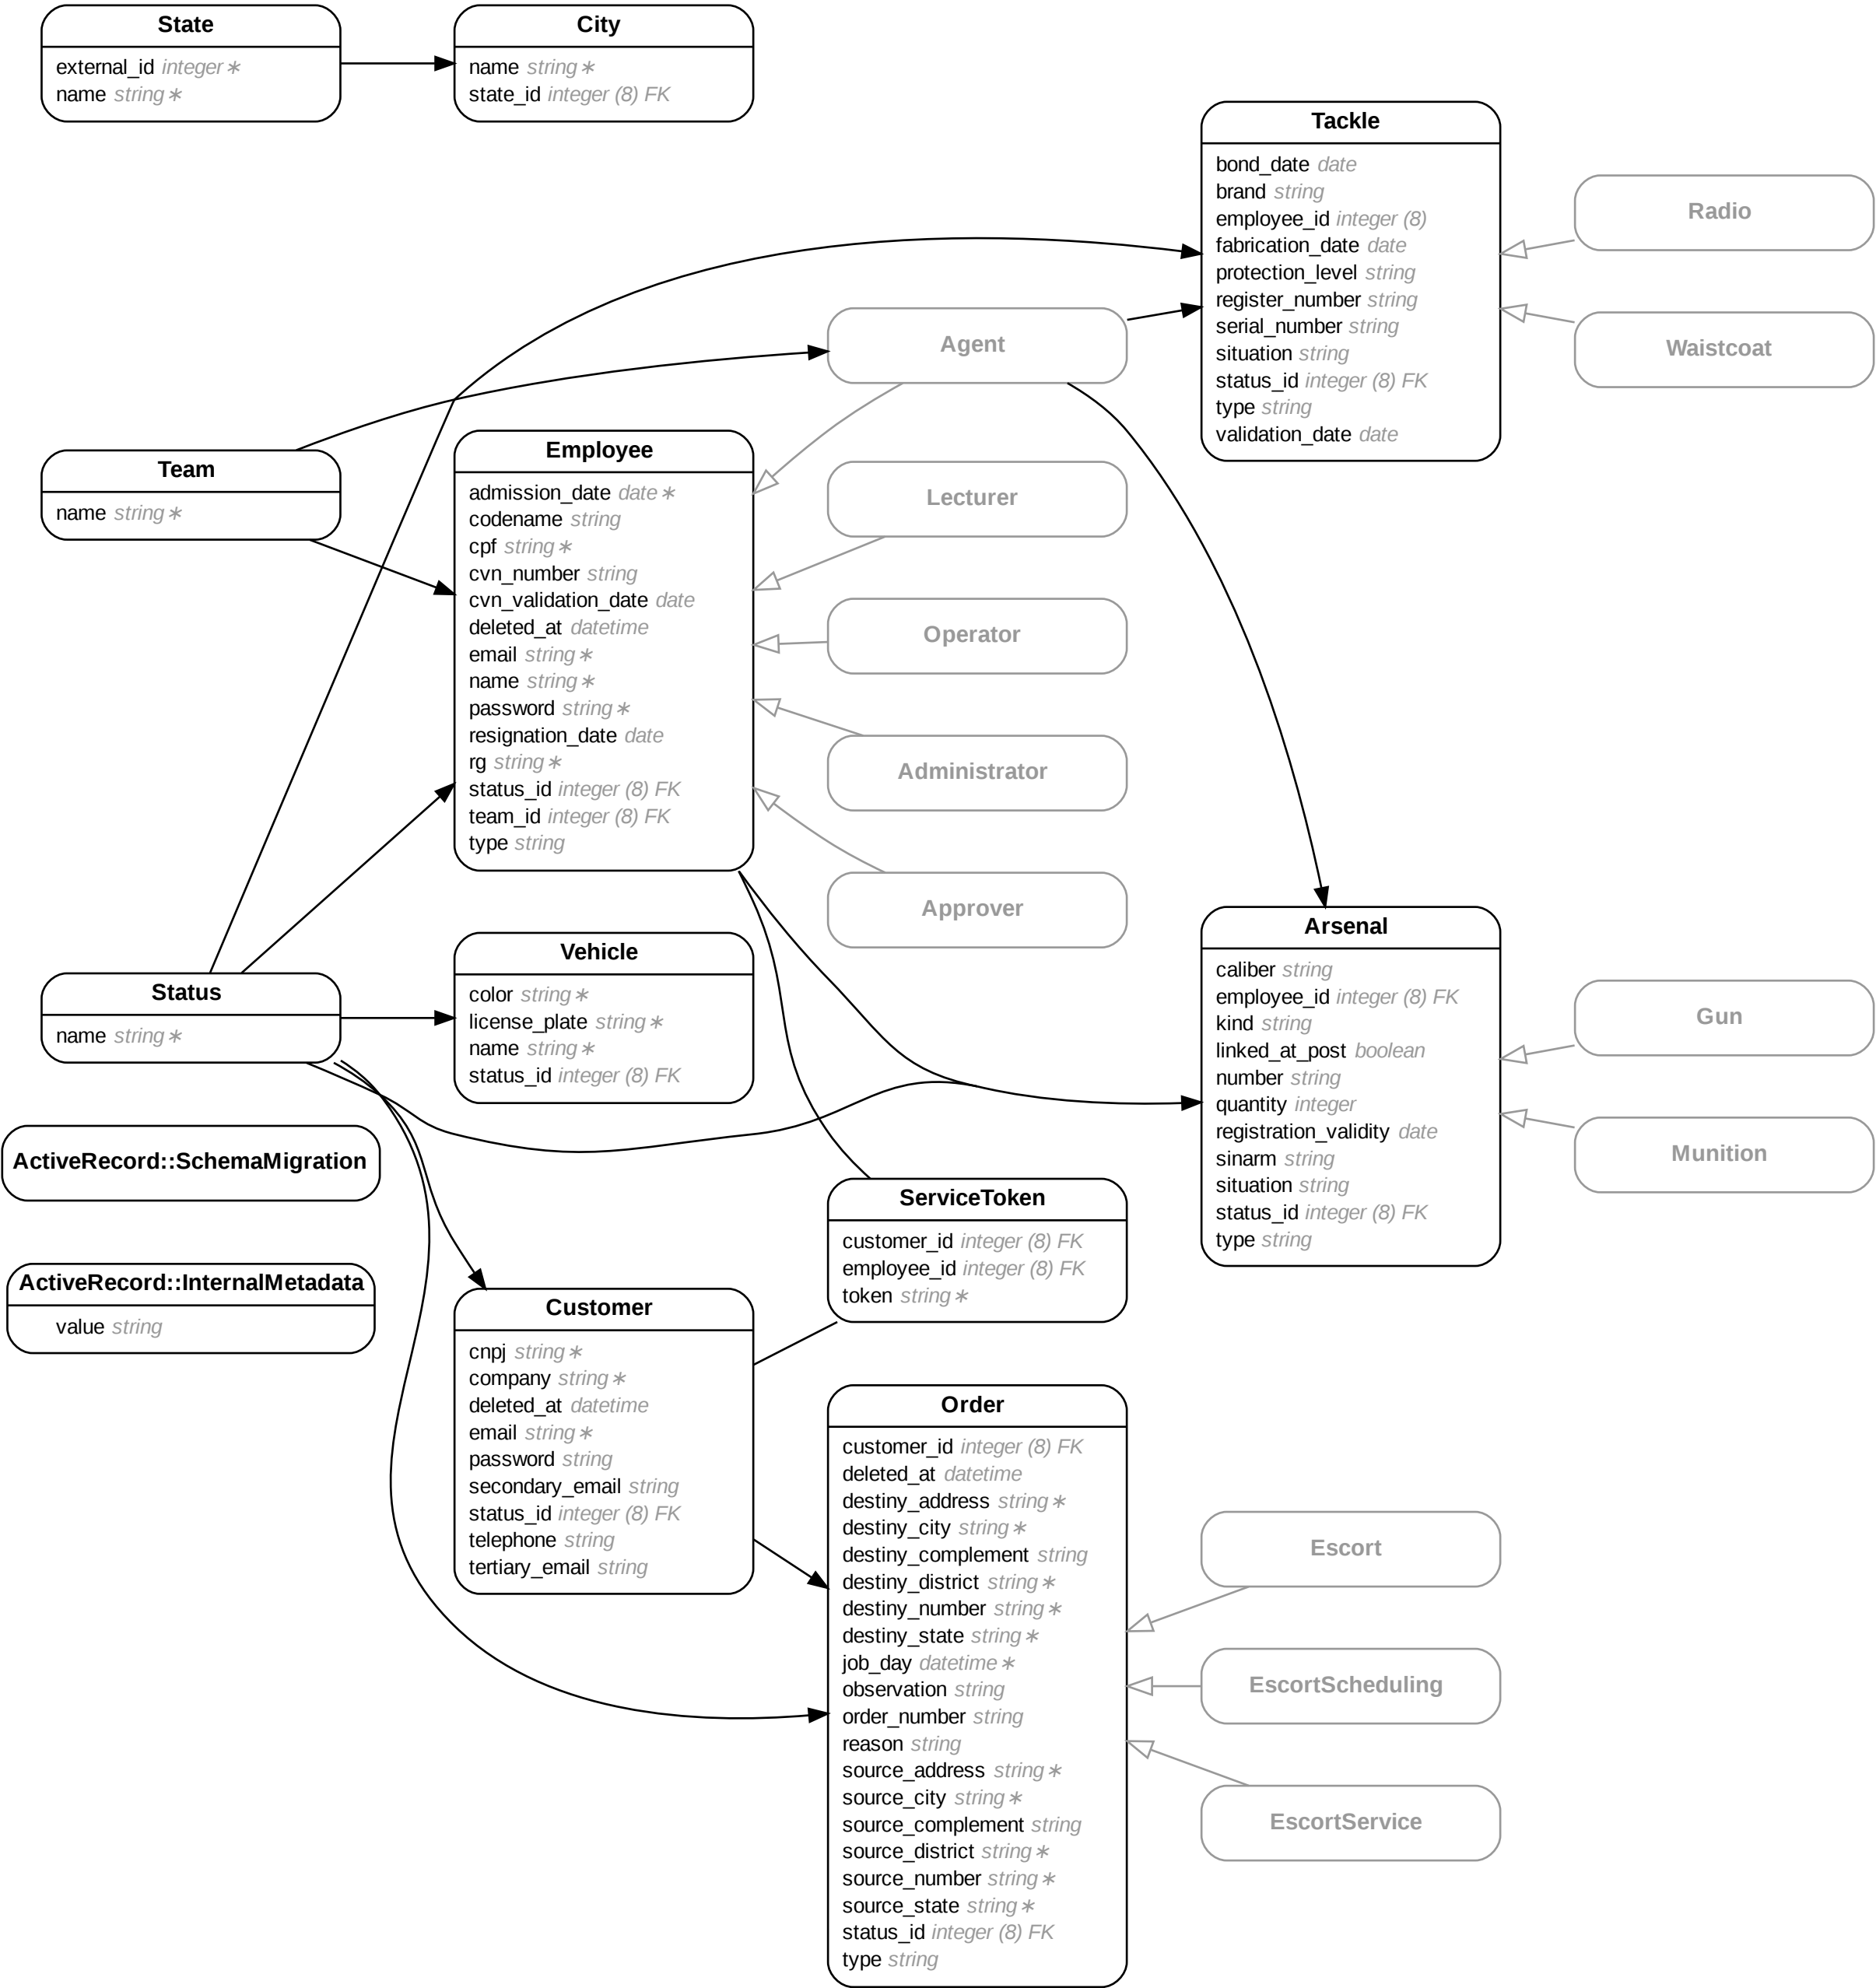 State
external_id integer ∗
name string ∗
City
name string ∗
state_id integer (8) FK
Tackle
bond_date date
brand string
employee_id integer (8)
fabrication_date date
protection_level string
register_number string
serial_number string
situation string
status_id integer (8) FK
type string
validation_date date
Radio
Waistcoat
Agent
Team
name string ∗
Employee
admission_date date ∗
codename string
cpf string ∗
cvn_number string
cvn_validation_date date
deleted_at datetime
email string ∗
name string ∗
password string ∗
resignation_date date
rg string ∗
status_id integer (8) FK
team_id integer (8) FK
type string
Lecturer
Operator
Administrator
Approver
Status
name string ∗
Vehicle
color string ∗
license_plate string ∗
name string ∗
status_id integer (8) FK
Arsenal
caliber string
employee_id integer (8) FK
kind string
linked_at_post boolean
number string
quantity integer
registration_validity date
sinarm string
situation string
status_id integer (8) FK
type string
Gun
Munition
ActiveRecord::SchemaMigration
ActiveRecord::InternalMetadata
value string
ServiceToken
customer_id integer (8) FK
employee_id integer (8) FK
token string ∗
Customer
cnpj string ∗
company string ∗
deleted_at datetime
email string ∗
password string
secondary_email string
status_id integer (8) FK
telephone string
tertiary_email string
Order
customer_id integer (8) FK
deleted_at datetime
destiny_address string ∗
destiny_city string ∗
destiny_complement string
destiny_district string ∗
destiny_number string ∗
destiny_state string ∗
job_day datetime ∗
observation string
order_number string
reason string
source_address string ∗
source_city string ∗
source_complement string
source_district string ∗
source_number string ∗
source_state string ∗
status_id integer (8) FK
type string
Escort
EscortScheduling
EscortService